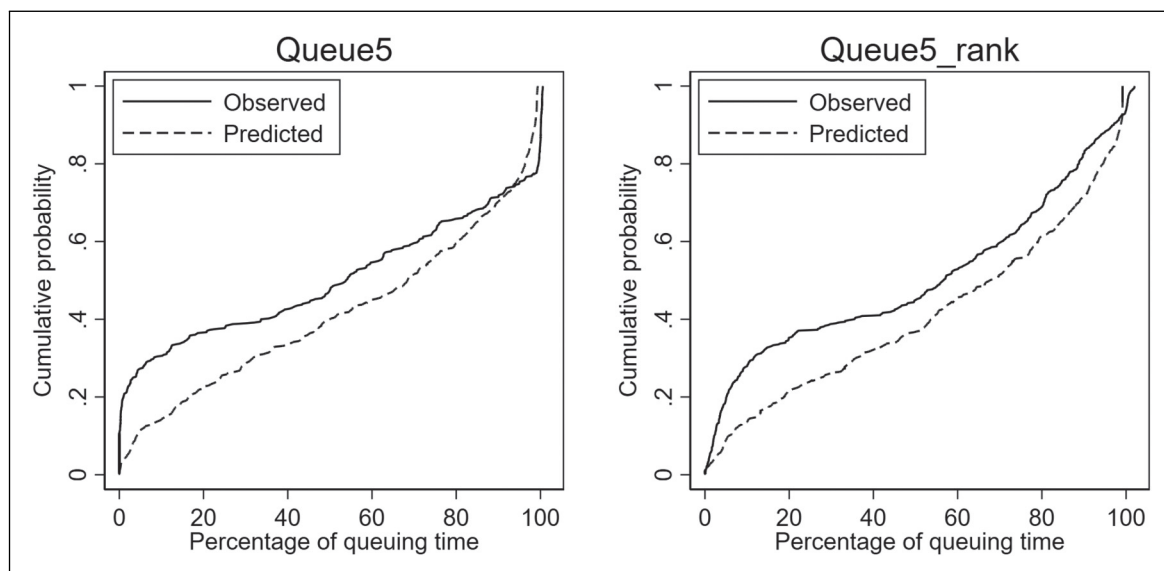 Queue5
Observed
Predicted
Cumulative probability
0 .2 .4 .6 .8 1
0 20 40 60 80 100
Percentage of queuing time
Queue5_rank
Observed
Predicted
Cumulative probability
0 .2 .4 .6 .8 1
0 20 40 60 80 100
Percentage of queuing time